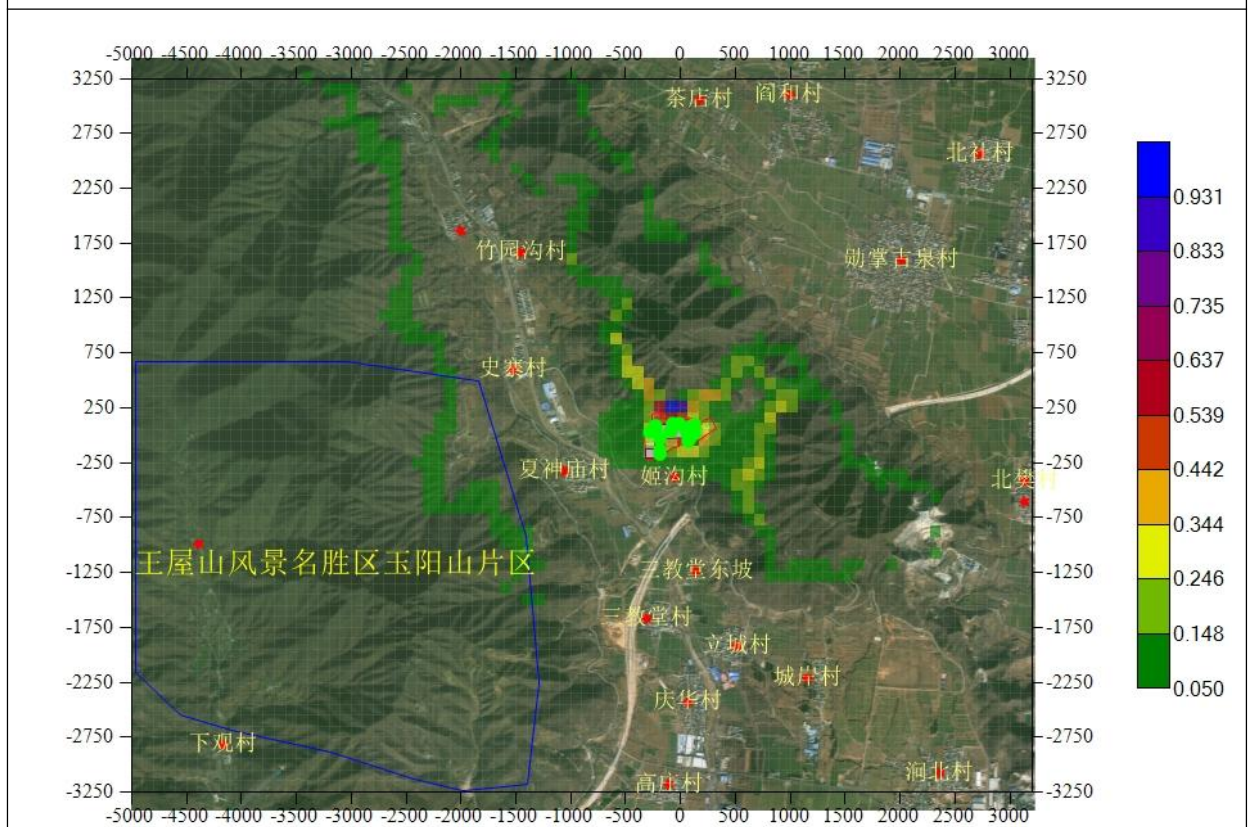 -5000 -4500 -4000 -3500 -3000 -2500 -2000 -1500 -1000 -500 0 500 1000 1500 2000 2500 3000
3250 3250
茶店村 阎和村
2750 2750
北社村
0.931
2250 2250
0.833
1750 竹园沟村 勋掌古泉村 1750
0.735
1250 1250
0.637
750 史寨村 750
0.539
250 250
0.442
-250 夏神庙村 姬沟村 -250
北樊村
0.344
-750 -750
0.246
王屋山风景名胜区玉阳山片区 三教堂东坡
-1250 -1250
0.148
三教堂村
-1750 -1750
立城村
0.050
城岸村
-2250 庆华村 -2250
下观村
-2750 -2750
涧北村
高庄村
-3250 -3250
-5000 -4500 -4000 -3500 -3000 -2500 -2000 -1500 -1000 -500 0 500 1000 1500 2000 2500 3000